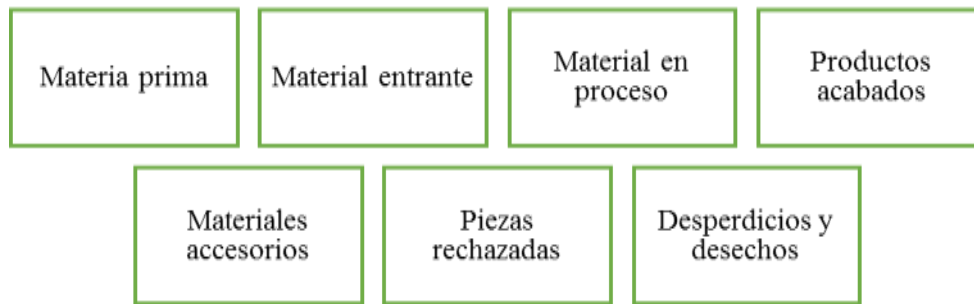 Materia prima
Material entrante
Material en
proceso
Productos
acabados
Materiales
accesorios
Piezas
rechazadas
Desperdicios y
desechos